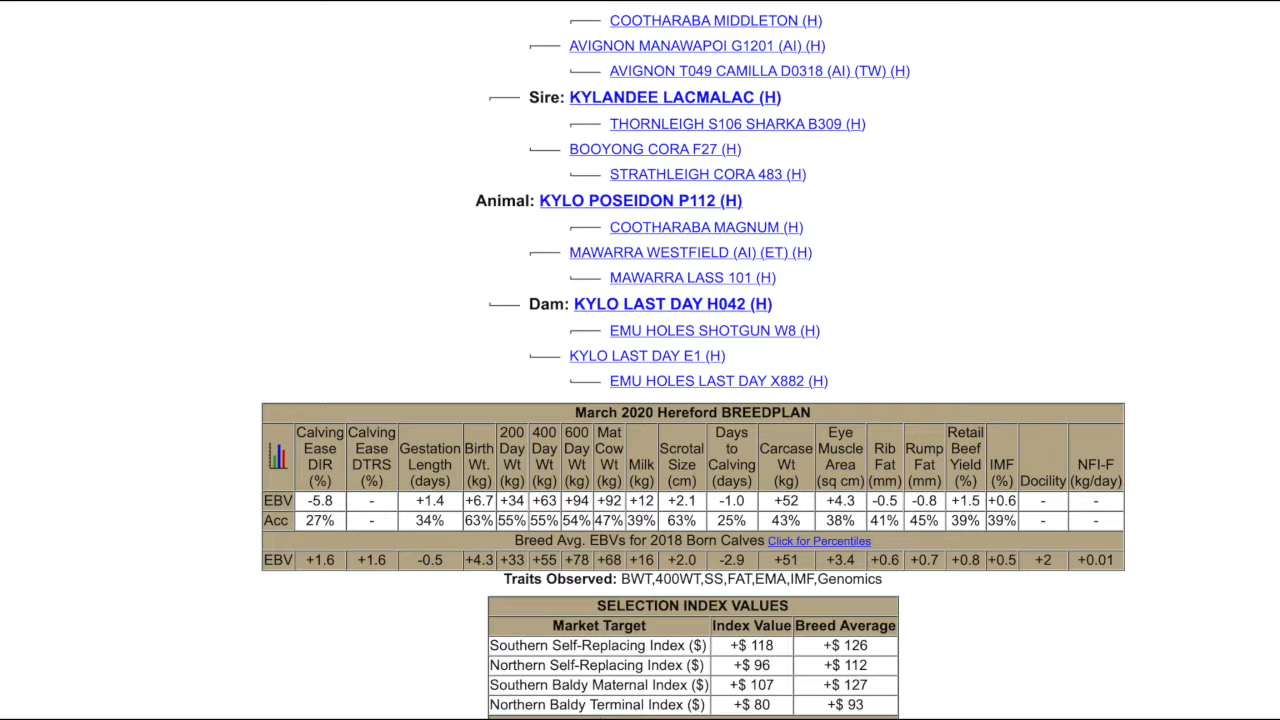 COOTHARABA MIDDLETON (H)
AVIGNON MANAWAPOI G1201 (AI) (H)
AVIGNON T049 CAMILLA D0318 (AI) (TW) (H)
Sire: KYLANDEE LACMALAC (H)
THORNLEIGH S106 SHARKA B309 (H)
BOOYONG CORA F27 (H)
STRATHLEIGH CORA 483 (H)
Animal: KYLO POSEIDON P112 (H)
COOTHARABA MAGNUM (H)
MAWARRA WESTFIELD (AI) (ET) (H)
MAWARRA LASS 101 (H)
Dam: KYLO LAST DAY H042 (H)
EMU HOLES SHOTGUN W8 (H)
KYLO LAST DAY E1 (H)
EMU HOLES LAST DAY X882 (H)
March 2020 Hereford BREEDPLAN
Calving Ease DIR (%) Calving Ease DTRS (%) Gestation Length (days) Birth Wt. (kg) 200 Day Wt (kg) 400 Day Wt (kg) 600 Day Wt (kg) Mat Cow Wt (kg) Milk (kg) Scrotal Size (cm) Days to Calving (days) Carcase Wt (kg) Eye Muscle Area (sq cm) Rib Fat (mm) Rump Fat (mm) Retail Beef Yield (%) IMF (%) Docility NFI-F (kg/day)
EBV -5.8 - +1.4 +6.7 +34 +63 +94 +92 +12 +2.1 -1.0 +52 +4.3 -0.5 -0.8 +1.5 +0.6 - -
Acc 27% - 34% 63% 55% 55% 54% 47% 39% 63% 25% 43% 38% 41% 45% 39% 39% - -
Breed Avg. EBVs for 2018 Born Calves Click for Percentiles
EBV +1.6 +1.6 -0.5 +4.3 +33 +55 +78 +68 +16 +2.0 -2.9 +51 +3.4 +0.6 +0.7 +0.8 +0.5 +2 +0.01
Traits Observed: BWT,400WT,SS,FAT,EMA,IMF,Genomics
SELECTION INDEX VALUES
Market Target Index Value Breed Average
Southern Self-Replacing Index ($) +$ 118 +$ 126
Northern Self-Replacing Index ($) +$ 96 +$ 112
Southern Baldy Maternal Index ($) +$ 107 +$ 127
Northern Baldy Terminal Index ($) +$ 80 +$ 93